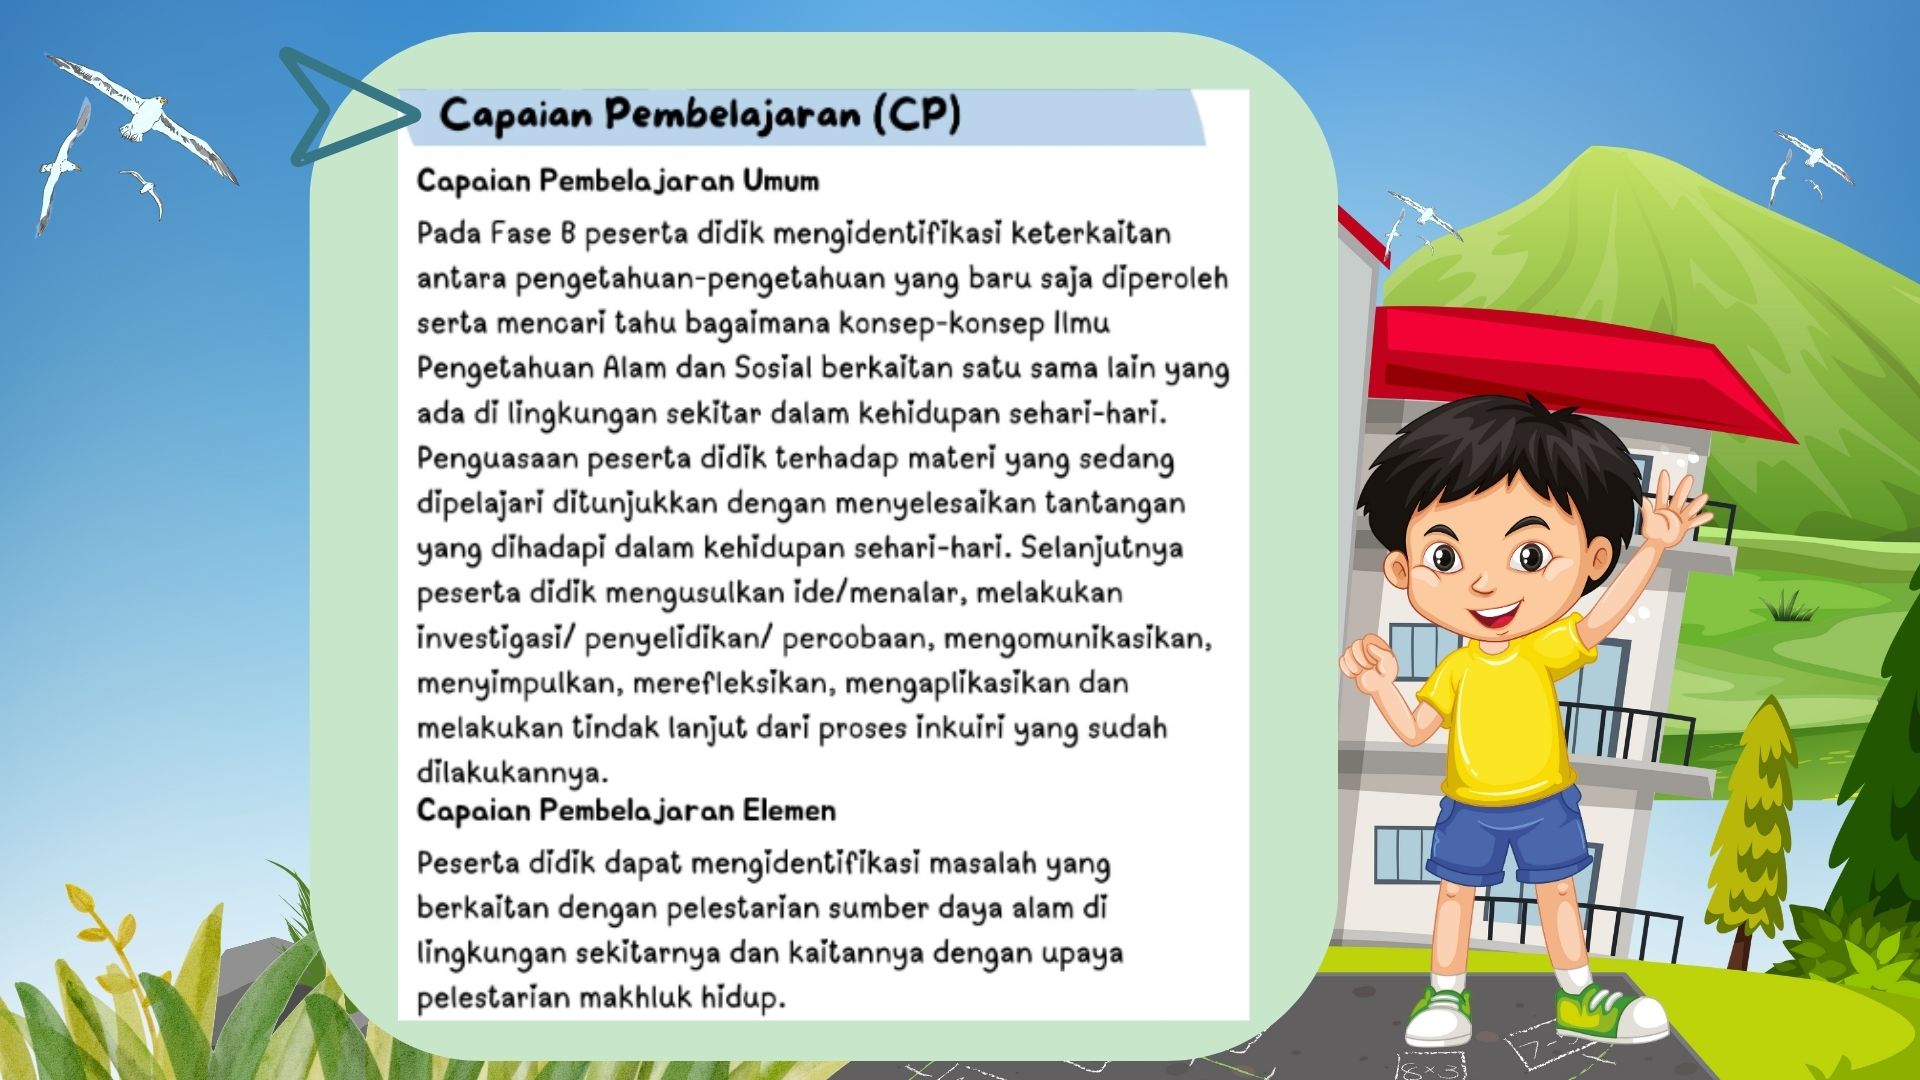 Capaian Pembelajaran (CP)
Capaian Pembelajaran Umum
Pada Fase B peserta didik mengidentifikasi keterkaitan
antara pengetahuan-pengetahuan yang baru saja diperoleh
serta mencari tahu bagaimana konsep-konsep Ilmu
Pengetahuan Alam dan Sosial berkaitan satu sama lain yang
ada di lingkungan sekitar dalam kehidupan sehari-hari.
Penguasaan peserta didik terhadap materi yang sedang
dipelajari ditunjukkan dengan menyelesaikan tantangan
yang dihadapi dalam kehidupan sehari-hari. Selanjutnya
peserta didik mengusulkan ide/menalar, melakukan
investigasi/ penyelidikan/ percobaan, mengomunikasikan,
menyimpulkan, merefleksikan, mengaplikasikan dan
melakukan tindak lanjut dari proses inkuiri yang sudah
dilakukannya.
Capaian Pembelajaran Elemen
Peserta didik dapat mengidentifikasi masalah yang
berkaitan dengan pelestarian sumber daya alam di
lingkungan sekitarnya dan kaitannya dengan upaya
pelestarian makhluk hidup.
8×3